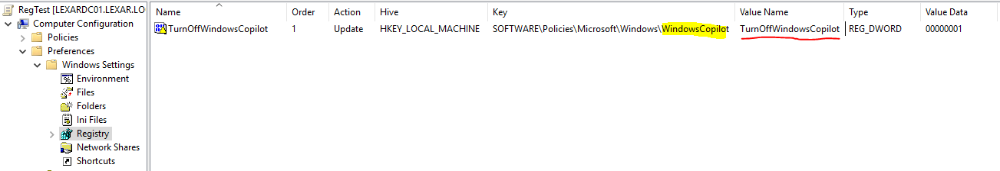 RegTest [LEXARDC01.LEXAR.LO
Computer Configuration
Policies
Preferences
Windows Settings
Environment
Files
Folders
Ini Files
Registry
Network Shares
Shortcuts
Name Order Action Hive Key Value Name Type Value Data
TurnOffWindowsCopilot 1 Update HKEY_LOCAL_MACHINE SOFTWARE\Policies\Microsoft\Windows\WindowsCopilot TurnOffWindowsCopilot REG_DWORD 00000001